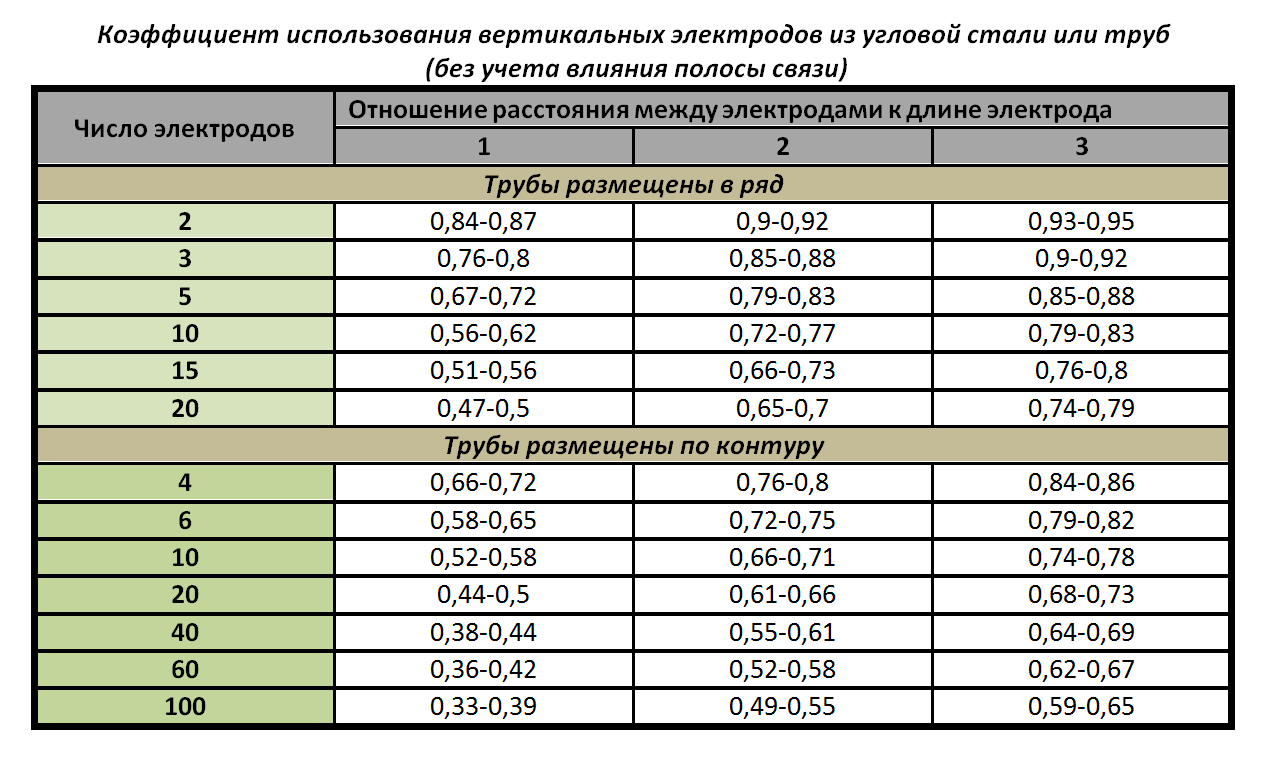 Коэффициент использования вертикальных электродов из угловой стали или труб
(без учета влияния полосы связи)
Число электродов Отношение расстояния между электродами к длине электрода
1 2 3
Трубы размещены в ряд
2 0,84-0,87 0,9-0,92 0,93-0,95
3 0,76-0,8 0,85-0,88 0,9-0,92
5 0,67-0,72 0,79-0,83 0,85-0,88
10 0,56-0,62 0,72-0,77 0,79-0,83
15 0,51-0,56 0,66-0,73 0,76-0,8
20 0,47-0,5 0,65-0,7 0,74-0,79
Трубы размещены по контуру
4 0,66-0,72 0,76-0,8 0,84-0,86
6 0,58-0,65 0,72-0,75 0,79-0,82
10 0,52-0,58 0,66-0,71 0,74-0,78
20 0,44-0,5 0,61-0,66 0,68-0,73
40 0,38-0,44 0,55-0,61 0,64-0,69
60 0,36-0,42 0,52-0,58 0,62-0,67
100 0,33-0,39 0,49-0,55 0,59-0,65